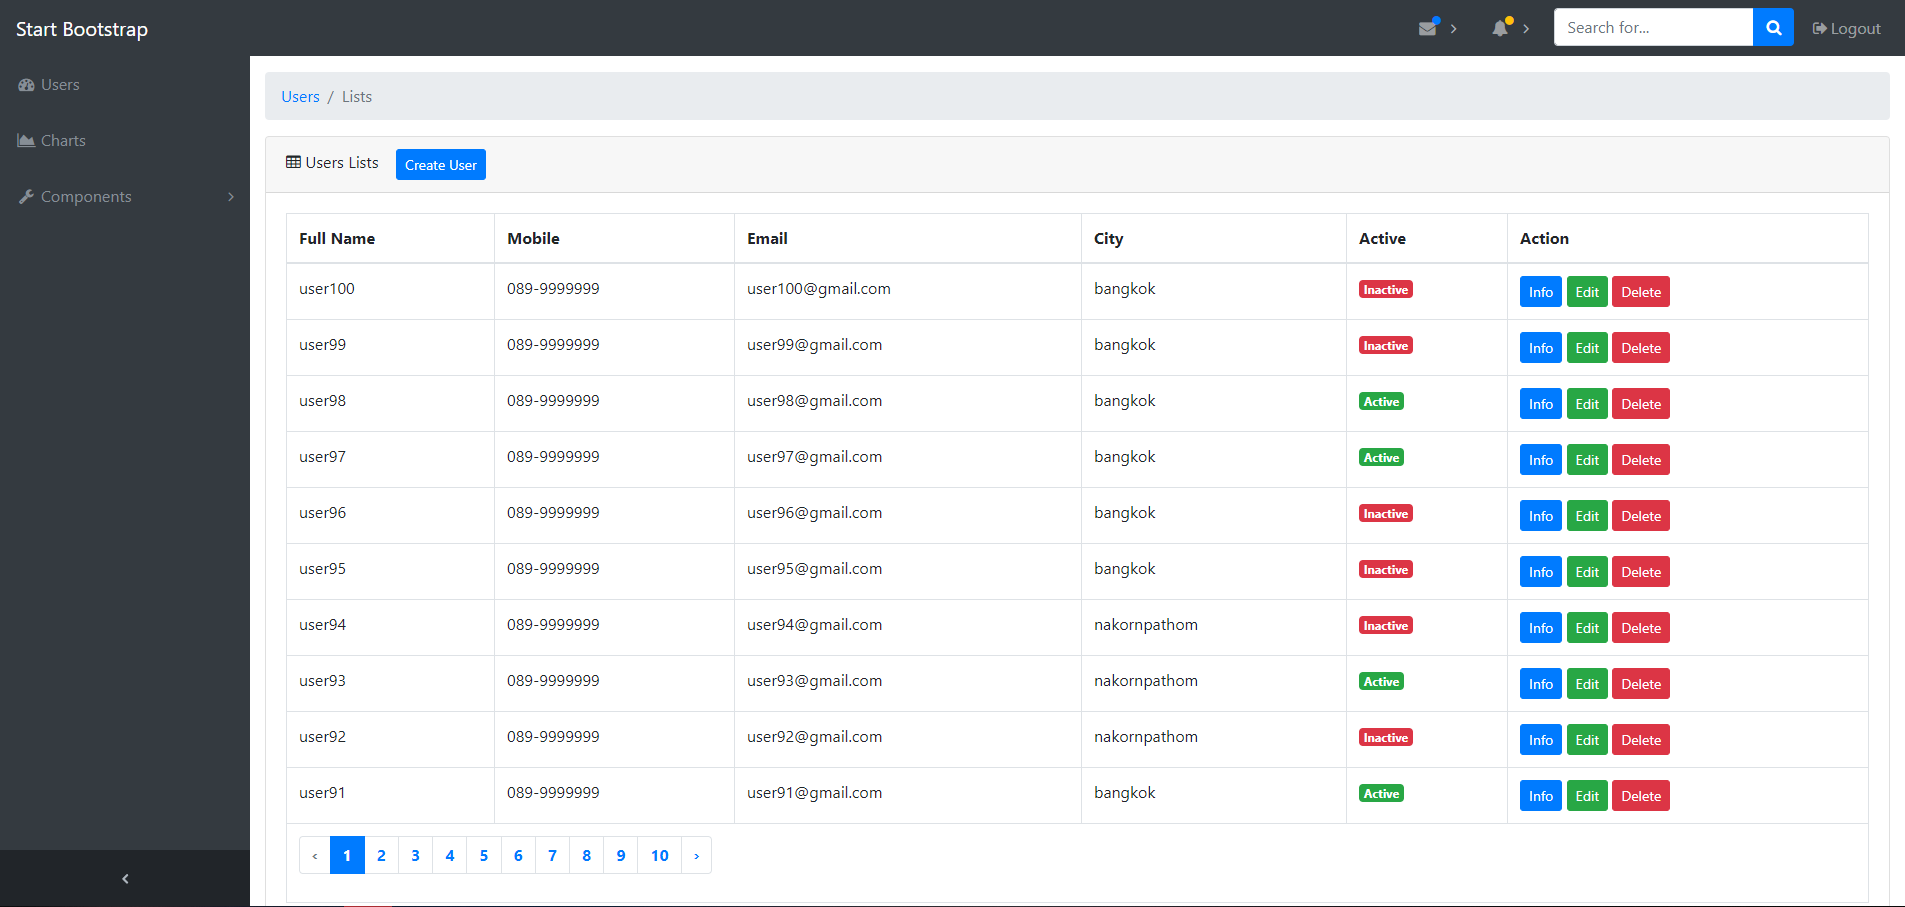 Start Bootstrap
Search for...
Logout
Users
Charts
Components
Users / Lists
Users Lists Create User
Full Name Mobile Email City Active Action
user100 089-9999999 user100@gmail.com bangkok Inactive Info Edit Delete
user99 089-9999999 user99@gmail.com bangkok Inactive Info Edit Delete
user98 089-9999999 user98@gmail.com bangkok Active Info Edit Delete
user97 089-9999999 user97@gmail.com bangkok Active Info Edit Delete
user96 089-9999999 user96@gmail.com bangkok Inactive Info Edit Delete
user95 089-9999999 user95@gmail.com bangkok Inactive Info Edit Delete
user94 089-9999999 user94@gmail.com nakornpathom Inactive Info Edit Delete
user93 089-9999999 user93@gmail.com nakornpathom Active Info Edit Delete
user92 089-9999999 user92@gmail.com nakornpathom Inactive Info Edit Delete
user91 089-9999999 user91@gmail.com bangkok Active Info Edit Delete
‹ 1 2 3 4 5 6 7 8 9 10 ›